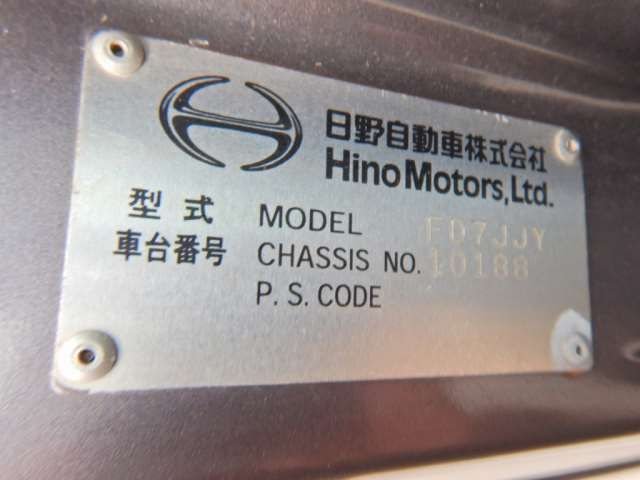 日野自動車株式会社
Hino Motors, Ltd.
型式 MODEL FD7JJY
車台番号 CHASSIS NO. 10188
P.S. CODE